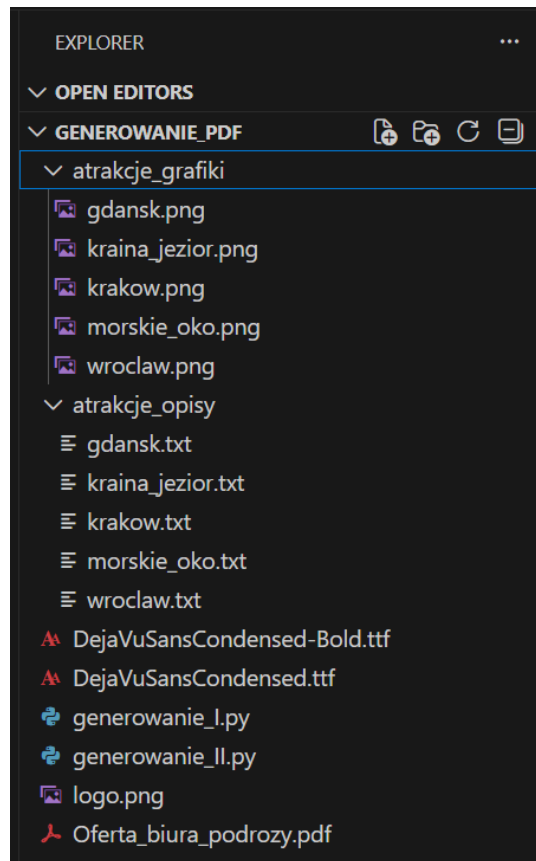 EXPLORER
OPEN EDITORS
GENEROWANIE_PDF
atrakcje_grafiki
gdansk.png
kraina_jezior.png
krakow.png
morskie_oko.png
wroclaw.png
atrakcje_opisy
gdansk.txt
kraina_jezior.txt
krakow.txt
morskie_oko.txt
wroclaw.txt
DejaVuSansCondensed-Bold.ttf
DejaVuSansCondensed.ttf
generowanie_I.py
generowanie_II.py
logo.png
Oferta_biura_podrozy.pdf